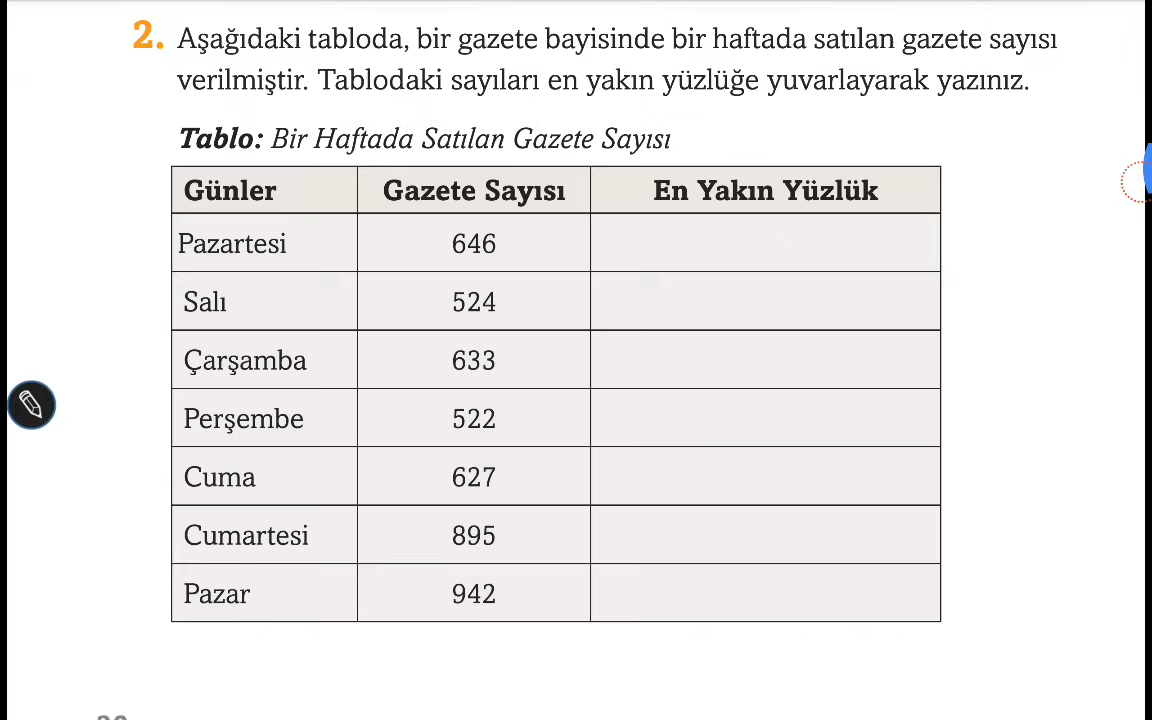 2. Aşağıdaki tabloda, bir gazete bayisinde bir haftada satılan gazete sayısı
verilmiştir. Tablodaki sayıları en yakın yüzlüğe yuvarlayarak yazınız.
Tablo: Bir Haftada Satılan Gazete Sayısı
Günler Gazete Sayısı En Yakın Yüzlük
Pazartesi 646
Salı 524
Çarşamba 633
Perşembe 522
Cuma 627
Cumartesi 895
Pazar 942